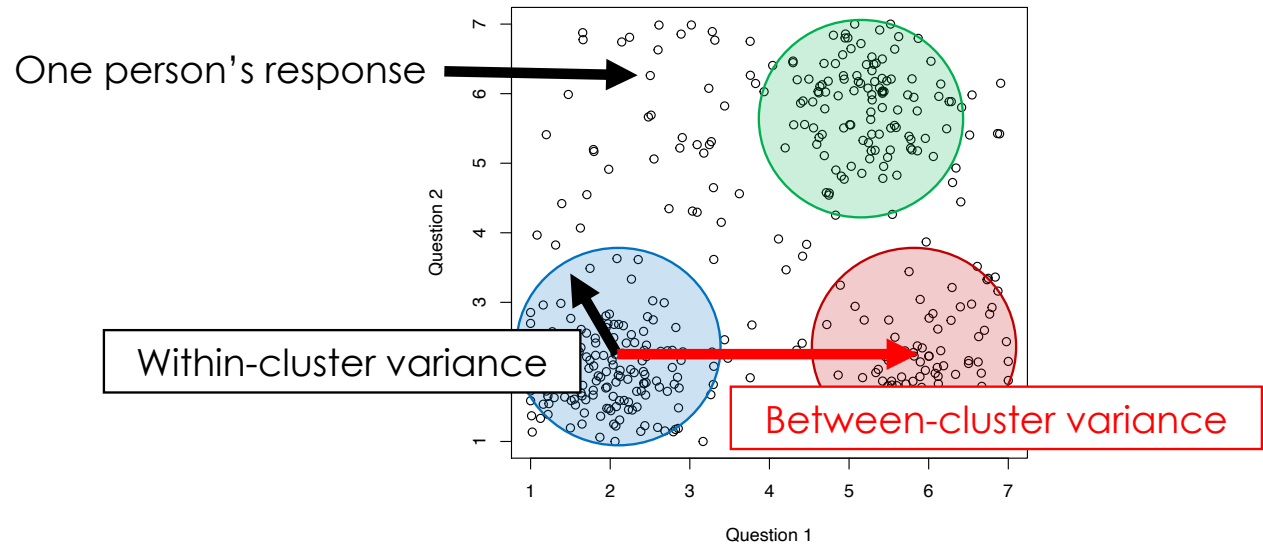 One person’s response
Question 2
7
6
5
4
3
1
Within-cluster variance
Between-cluster variance
1 2 3 4 5 6 7
Question 1